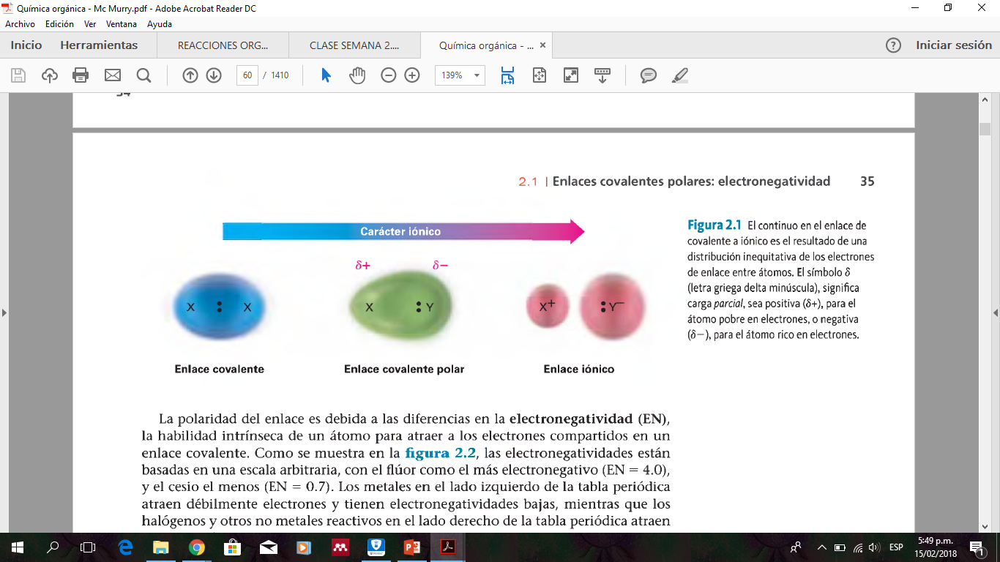 Química orgánica - Mc Murry.pdf - Adobe Acrobat Reader DC
Archivo Edición Ver Ventana Ayuda
Inicio Herramientas REACCIONES ORG... CLASE SEMANA 2.... Química orgánica - ... × ? Iniciar sesión
60 / 1410 139%
2.1 | Enlaces covalentes polares: electronegatividad 35
Carácter iónico
δ+ δ−
X : X
X : Y
X+ :Y−
Enlace covalente Enlace covalente polar Enlace iónico
Figura 2.1 El continuo en el enlace de
covalente a iónico es el resultado de una
distribución inequitativa de los electrones
de enlace entre átomos. El símbolo δ
(letra griega delta minúscula), significa
carga parcial, sea positiva (δ+), para el
átomo pobre en electrones, o negativa
(δ−), para el átomo rico en electrones.
La polaridad del enlace es debida a las diferencias en la electronegatividad (EN),
la habilidad intrínseca de un átomo para atraer a los electrones compartidos en un
enlace covalente. Como se muestra en la figura 2.2, las electronegatividades están
basadas en una escala arbitraria, con el flúor como el más electronegativo (EN = 4.0),
y el cesio el menos (EN = 0.7). Los metales en el lado izquierdo de la tabla periódica
atraen débilmente electrones y tienen electronegatividades bajas, mientras que los
halógenos y otros no metales reactivos en el lado derecho de la tabla periódica atraen
ESP
5:49 p.m.
15/02/2018